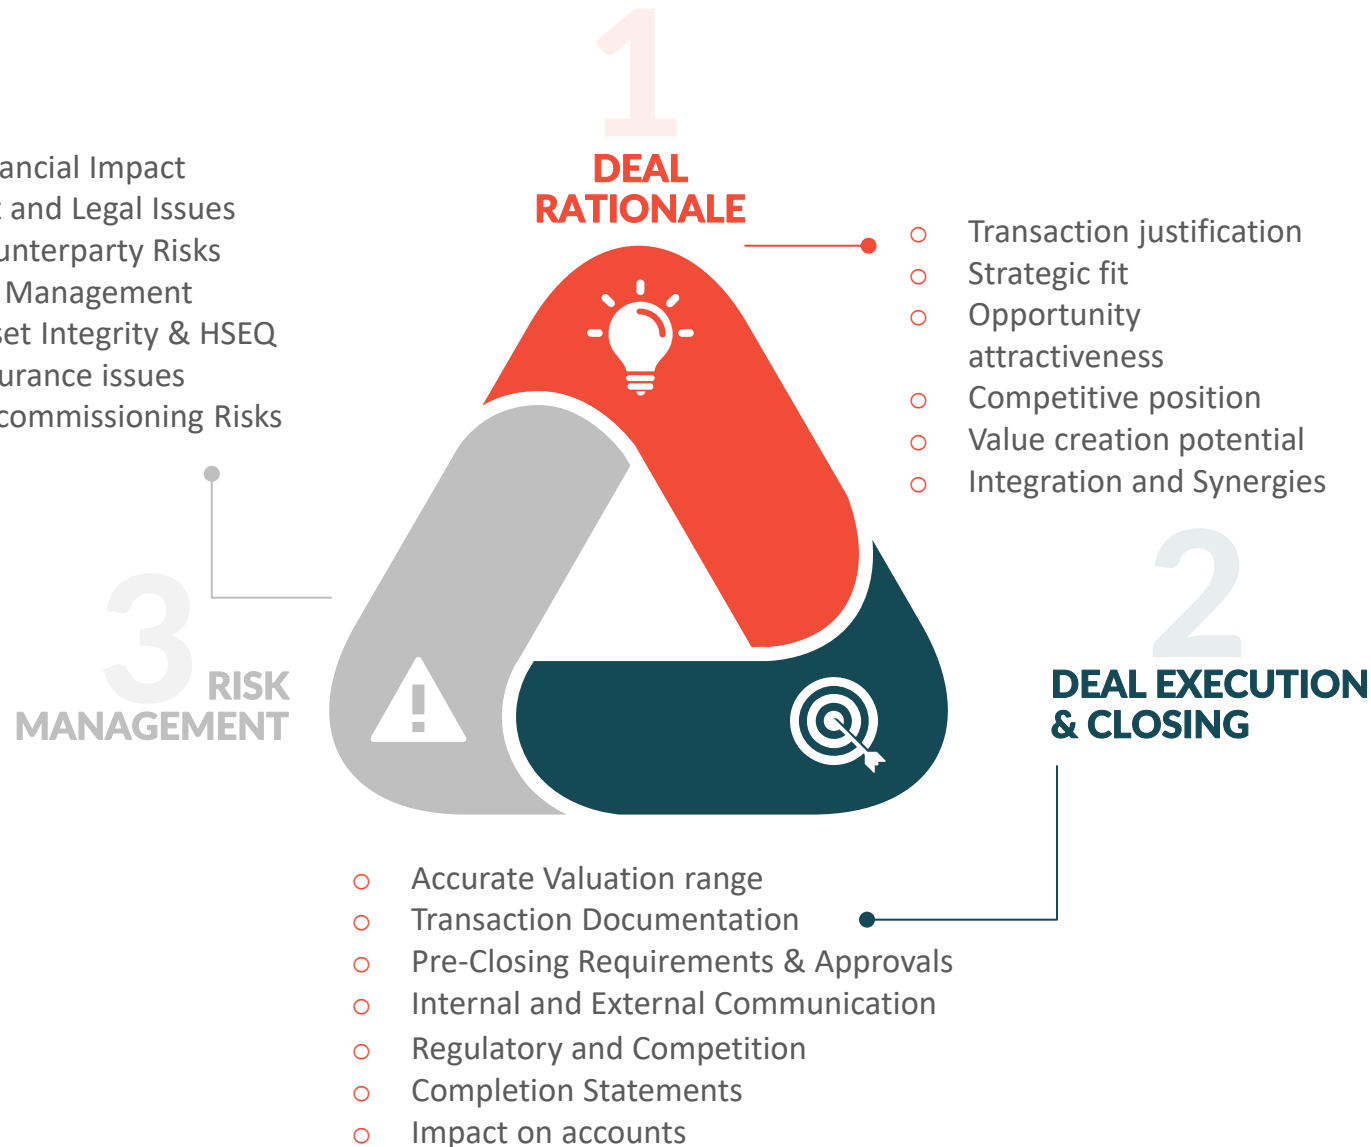 1
DEAL
RATIONALE
Transaction justification
Strategic fit
Opportunity
attractiveness
Competitive position
Value creation potential
Integration and Synergies
2
DEAL EXECUTION
& CLOSING
Accurate Valuation range
Transaction Documentation
Pre-Closing Requirements & Approvals
Internal and External Communication
Regulatory and Competition
Completion Statements
Impact on accounts
3
RISK
MANAGEMENT
ancial Impact
and Legal Issues
unterparty Risks
Management
set Integrity & HSEQ
urance issues
commissioning Risks